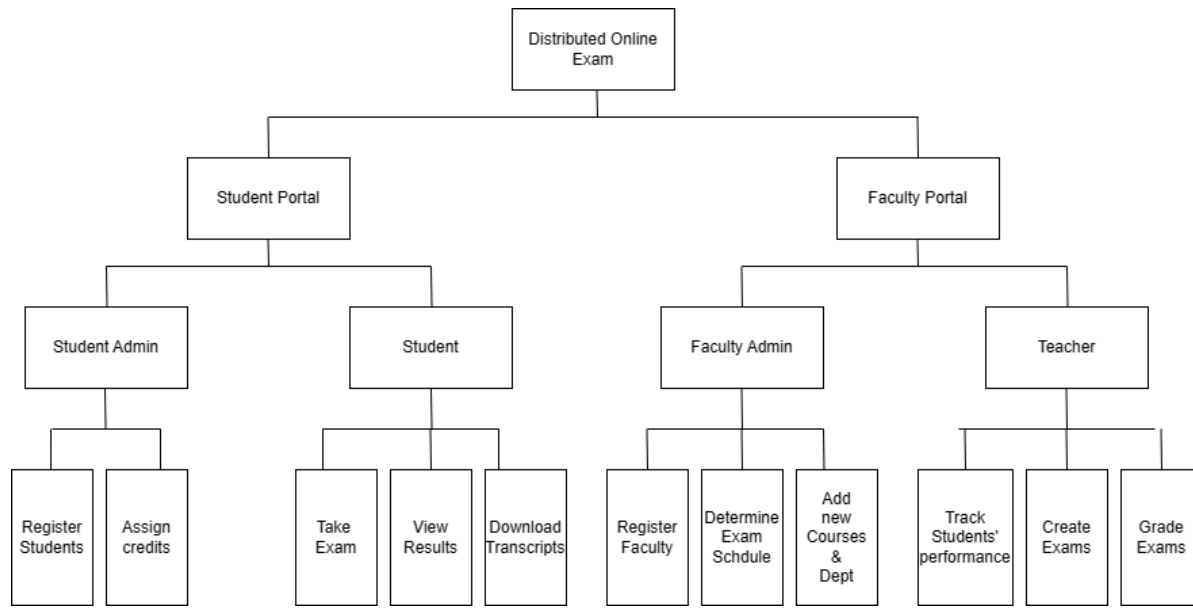 Distributed Online
Exam
Student Portal
Faculty Portal
Student Admin
Student
Faculty Admin
Teacher
Register
Students
Assign
credits
Take
Exam
View
Results
Download
Transcripts
Register
Faculty
Determine
Exam
Schdule
Add
new
Courses
&
Dept
Track
Students'
performance
Create
Exams
Grade
Exams